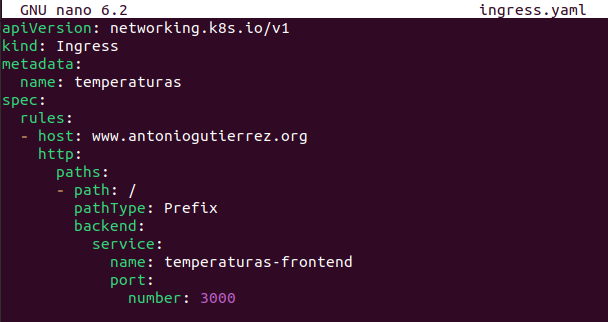 GNU nano 6.2 ingress.yaml
apiVersion: networking.k8s.io/v1
kind: Ingress
metadata:
  name: temperaturas
spec:
  rules:
  - host: www.antoniogutierrez.org
    http:
      paths:
      - path: /
        pathType: Prefix
        backend:
          service:
            name: temperaturas-frontend
            port:
              number: 3000